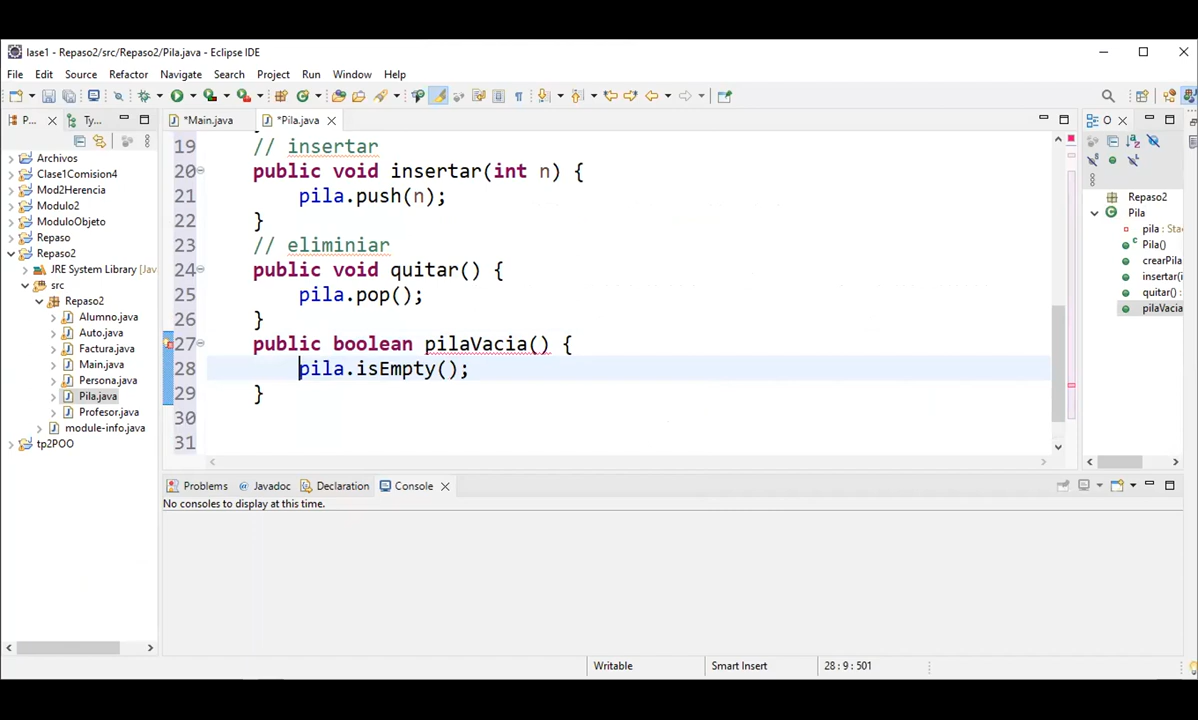 lase1 - Repaso2/src/Repaso2/Pila.java - Eclipse IDE
File Edit Source Refactor Navigate Search Project Run Window Help
P... Ty... *Main.java *Pila.java O
Archivos
Clase1Comision4
Mod2Herencia
Modulo2
ModuloObjeto
Repaso
Repaso2
JRE System Library [Jav
src
Repaso2
Alumno.java
Auto.java
Factura.java
Main.java
Persona.java
Pila.java
Profesor.java
module-info.java
tp2POO
19 // insertar
20 public void insertar(int n) {
21 pila.push(n);
22 }
23 // eliminiar
24 public void quitar() {
25 pila.pop();
26 }
27 public boolean pilaVacia() {
28 pila.isEmpty();
29 }
30
31
Repaso2
Pila
pila : Sta
Pila()
crearPila
insertar(i
quitar() :
pilaVacia
Problems @ Javadoc Declaration Console
No consoles to display at this time.
Writable Smart Insert 28 : 9 : 501